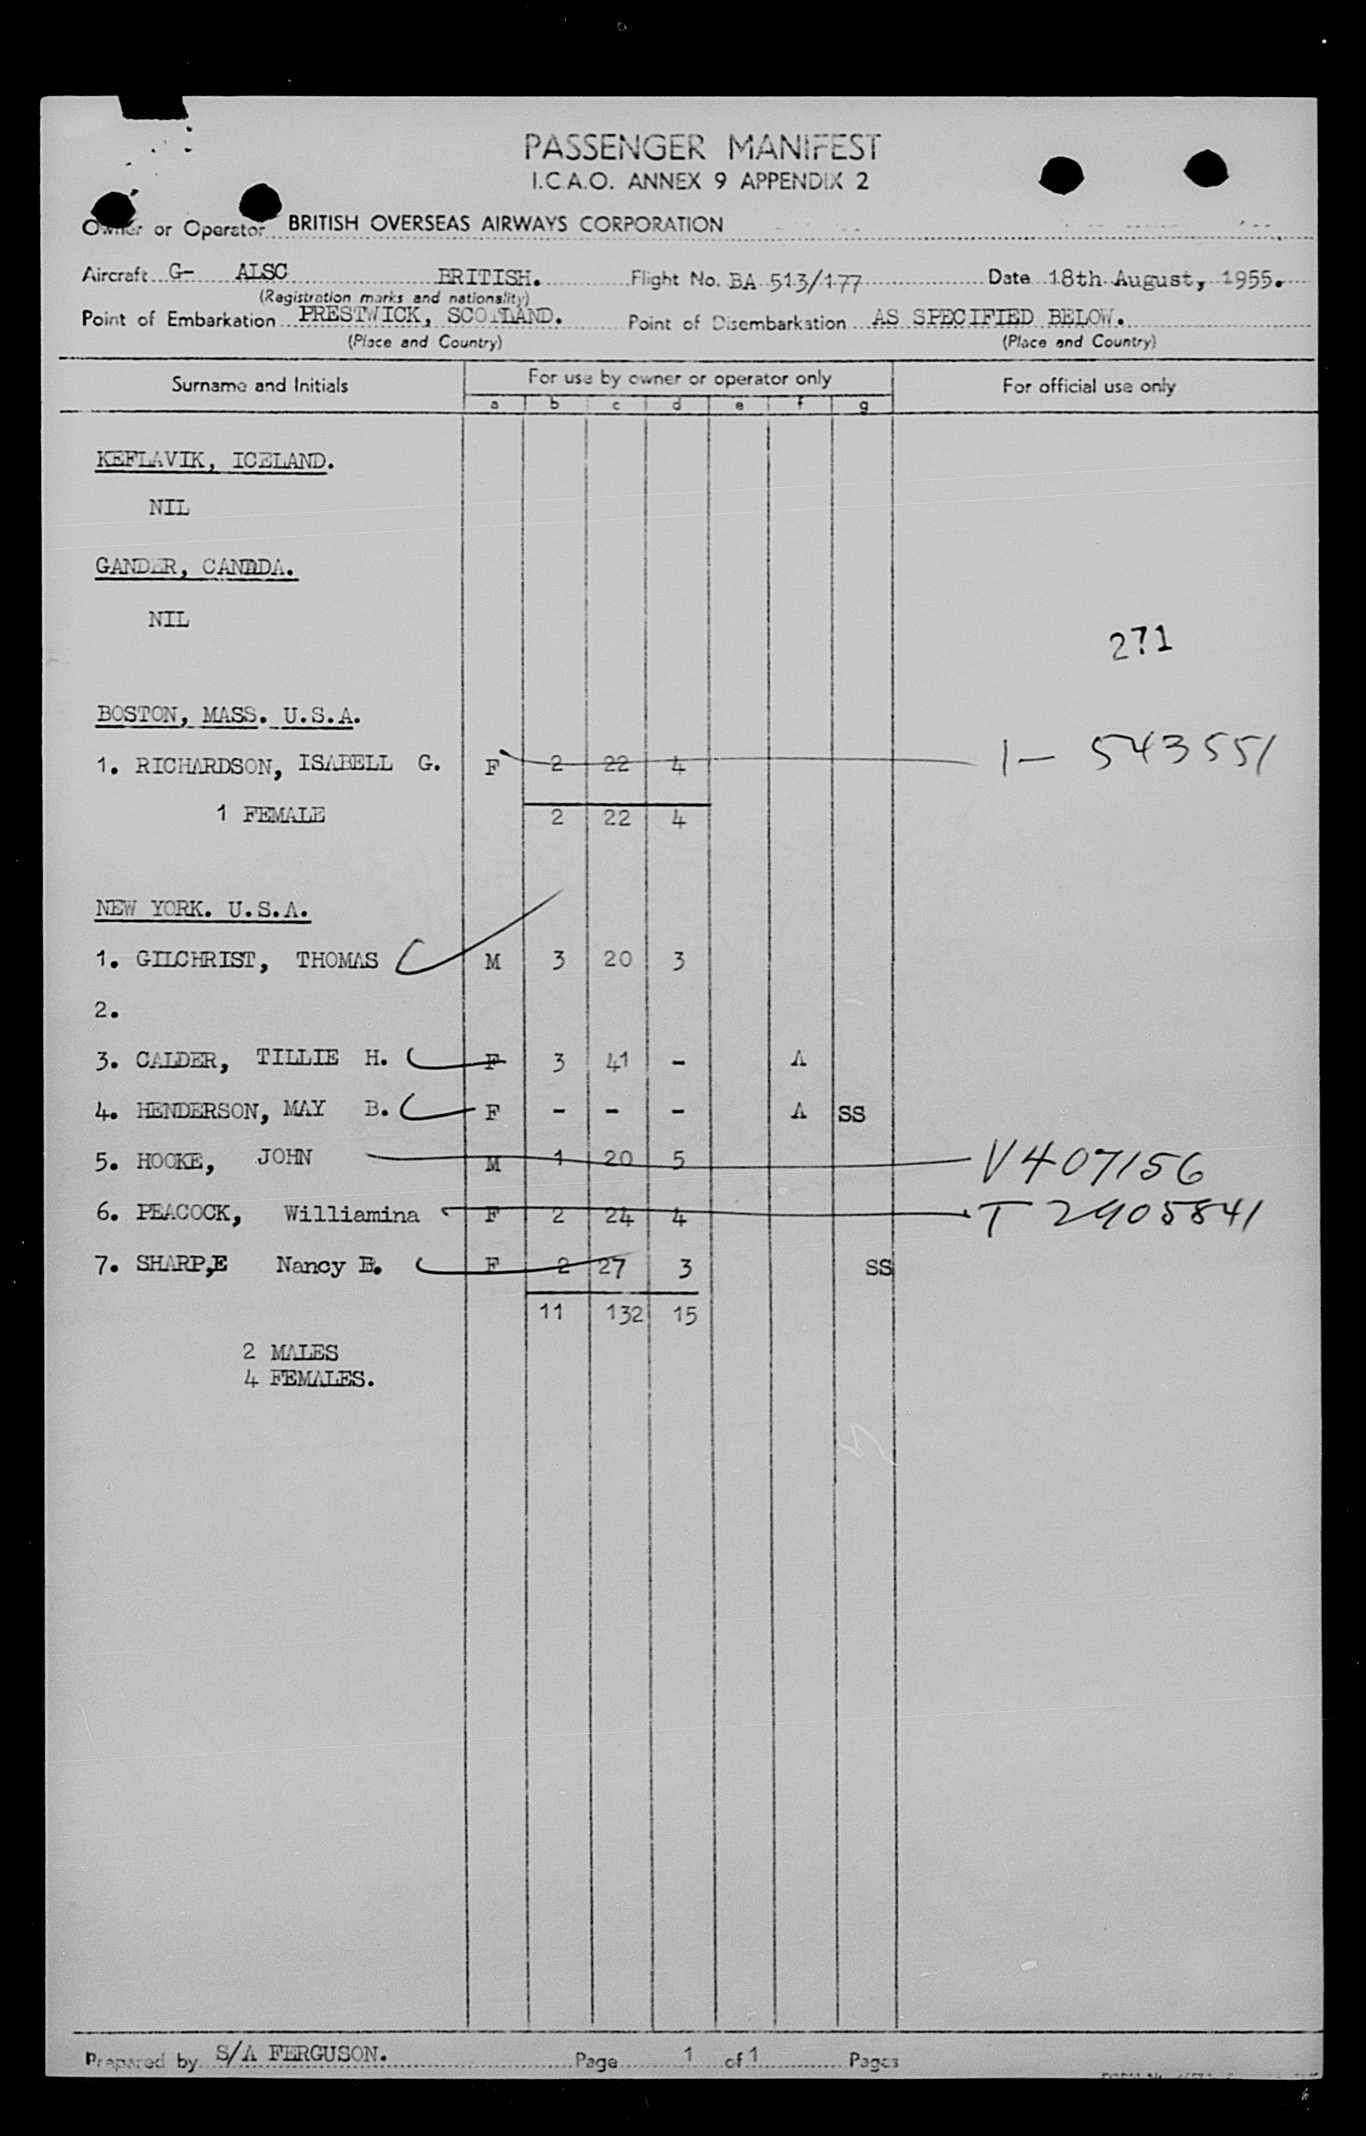 PASSENGER MANIFEST
I.C.A.O. ANNEX 9 APPENDIX 2
Owner or Operator BRITISH OVERSEAS AIRWAYS CORPORATION
Aircraft G- ALSC BRITISH. Flight No. BA 513/177 Date 18th August, 1955.
(Registration marks and nationality)
Point of Embarkation PRESTWICK, SCOTLAND. Point of Disembarkation AS SPECIFIED BELOW.
(Place and Country) (Place and Country)
Surname and Initials For use by owner or operator only For official use only
a b c d e f g
KEFLAVIK, ICELAND.
NIL
GANDER, CANADA.
NIL
271
BOSTON, MASS. U.S.A.
1. RICHARDSON, ISABELL G. F 2 22 4 1- 543551
1 FEMALE 2 22 4
NEW YORK. U.S.A.
1. GILCHRIST, THOMAS M 3 20 3
2.
3. CALDER, TILLIE H. F 3 41 - A
4. HENDERSON, MAY B. F - - - A SS
5. HOOKE, JOHN M 1 20 5 V407156
6. PEACOCK, Williamina F 2 24 4 T 2905841
7. SHARP,E Nancy B. F 2 27 3 SS
11 132 15
2 MALES
4 FEMALES.
Prepared by S/A FERGUSON. Page 1 of 1 Pages